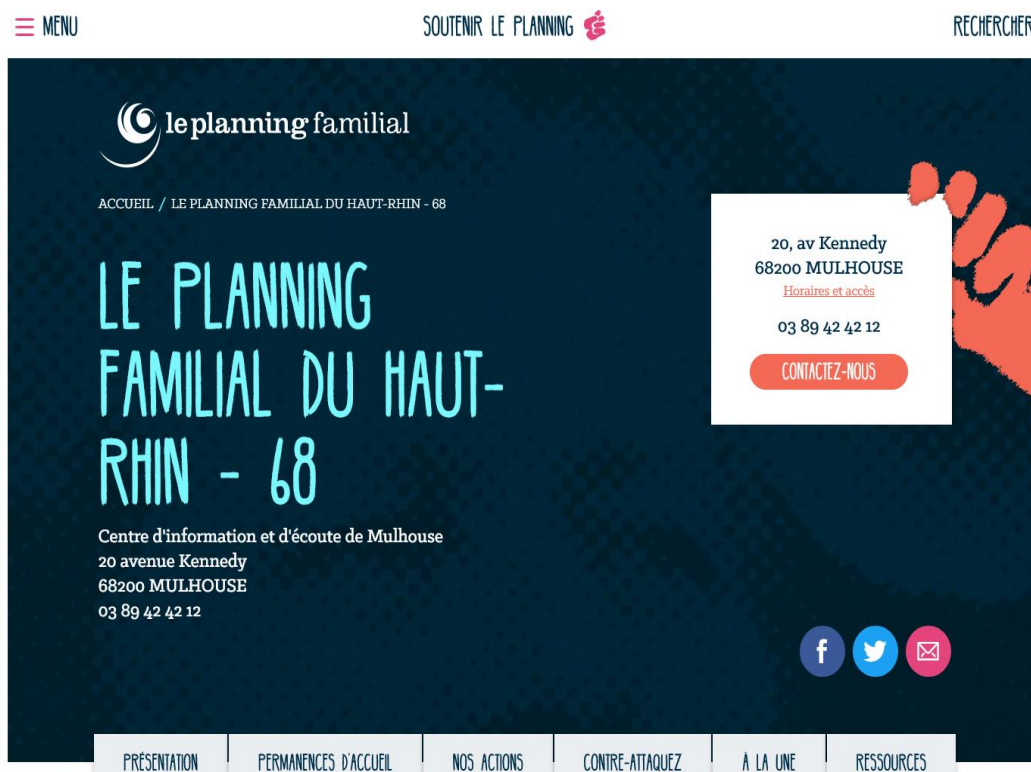 MENU
SOUTENIR LE PLANNING
RECHERCHER
le planning familial
ACCUEIL / LE PLANNING FAMILIAL DU HAUT-RHIN - 68
LE PLANNING
FAMILIAL DU HAUT-
RHIN - 68
Centre d'information et d'écoute de Mulhouse
20 avenue Kennedy
68200 MULHOUSE
03 89 42 42 12
20, av Kennedy
68200 MULHOUSE
Horaires et accès
03 89 42 42 12
CONTACTEZ-NOUS
PRÉSENTATION
PERMANENCES D'ACCUEIL
NOS ACTIONS
CONTRE-ATTAQUEZ
À LA UNE
RESSOURCES